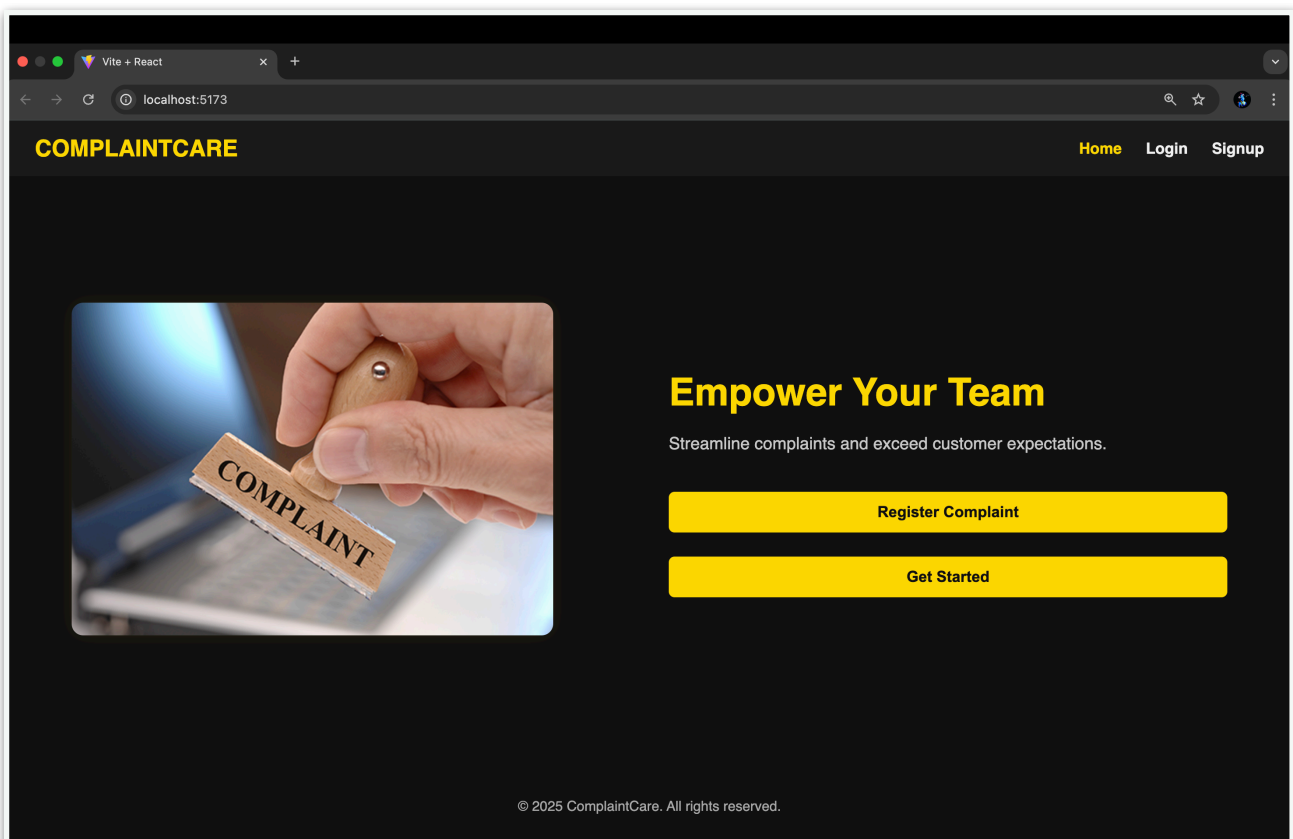 Vite + React
localhost:5173
COMPLAINTCARE
Home Login Signup
COMPLAINT
Empower Your Team
Streamline complaints and exceed customer expectations.
Register Complaint
Get Started
© 2025 ComplaintCare. All rights reserved.